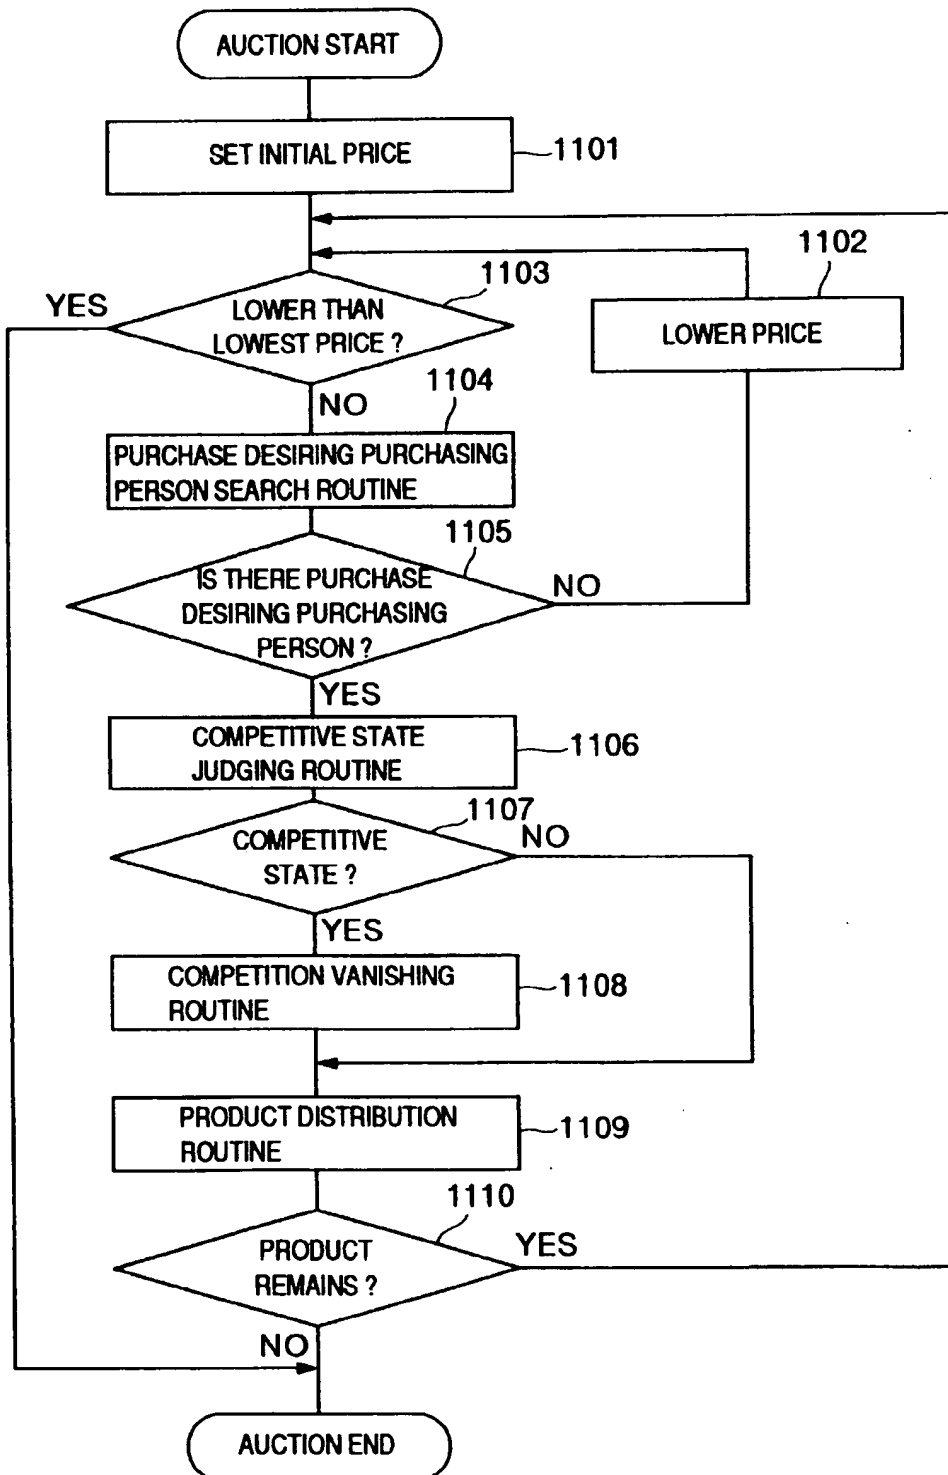 AUCTION START
SET INITIAL PRICE
1101
1102
1103
YES
LOWER THAN
LOWEST PRICE ?
LOWER PRICE
1104
NO
PURCHASE DESIRING PURCHASING
PERSON SEARCH ROUTINE
1105
IS THERE PURCHASE
DESIRING PURCHASING
PERSON ?
NO
YES
COMPETITIVE STATE
JUDGING ROUTINE
1106
1107
COMPETITIVE
STATE ?
NO
YES
COMPETITION VANISHING
ROUTINE
1108
PRODUCT DISTRIBUTION
ROUTINE
1109
1110
PRODUCT
REMAINS ?
YES
NO
AUCTION END